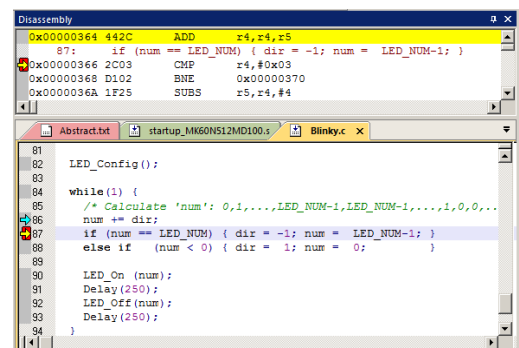 Disassembly
0x00000364 442C ADD r4,r4,r5
87: if (num == LED_NUM) { dir = -1; num = LED_NUM-1; }
0x00000366 2C03 CMP r4,#0x03
0x00000368 D102 BNE 0x00000370
0x0000036A 1F25 SUBS r5,r4,#4
Abstract.txt startup_MK60N512MD100.s Blinky.c
81
82 LED_Config();
83
84 while(1) {
85 /* Calculate 'num': 0,1,...,LED_NUM-1,LED_NUM-1,...,1,0,0,..
86 num += dir;
87 if (num == LED_NUM) { dir = -1; num = LED_NUM-1; }
88 else if (num < 0) { dir = 1; num = 0; }
89
90 LED_On (num);
91 Delay(250);
92 LED_Off(num);
93 Delay(250);
94 }